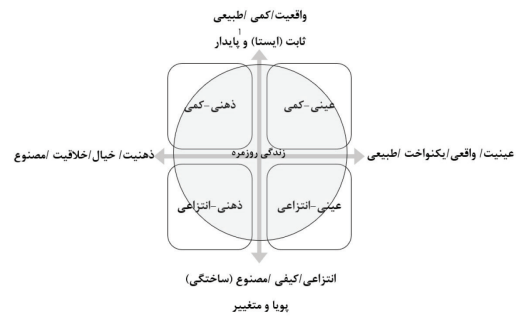 واقعیت/کمی /طبیعی
ثابت (ایستا) و پایدار
1
ذهنی-کمی
عینی-کمی
عینیت/ واقعی/یکنواخت /طبیعی
زندگی روزمره
ذهنیت/ خیال/خلاقیت /مصنوع
ذهنی-انتزاعی
عینی-انتزاعی
انتزاعی/کیفی /مصنوع (ساختگی)
پویا و متغییر